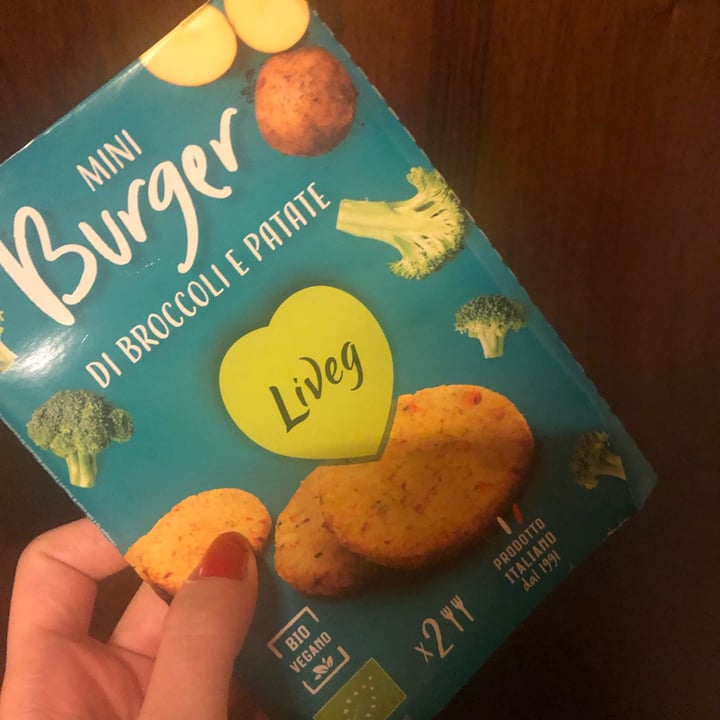 MINI
Burger
DI BROCCOLI E PATATE
LiVeg
PRODOTTO
ITALIANO
dal 1991
x2
BIO
VEGANO